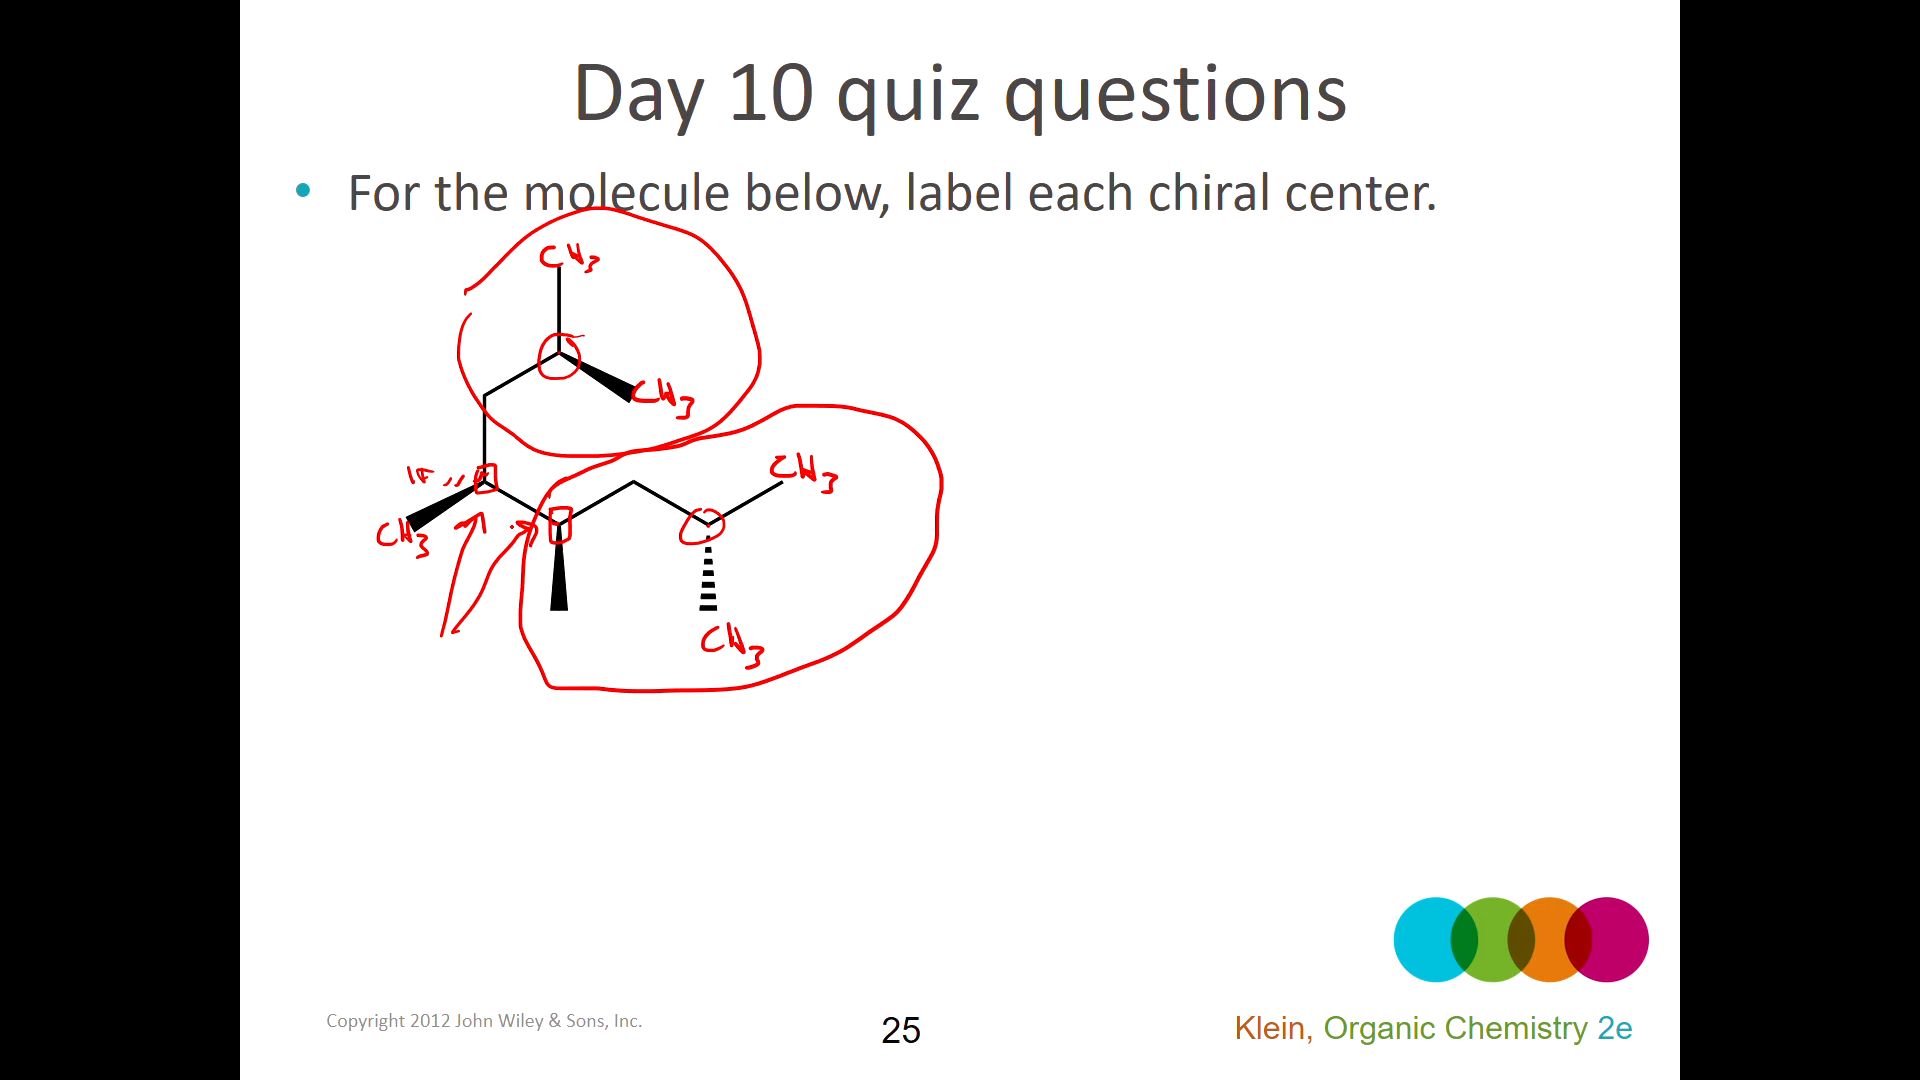 Day 10 quiz questions
• For the molecule below, label each chiral center.
CH3
CH3
CH3
H
CH3
CH3
Copyright 2012 John Wiley & Sons, Inc.
25
Klein, Organic Chemistry 2e